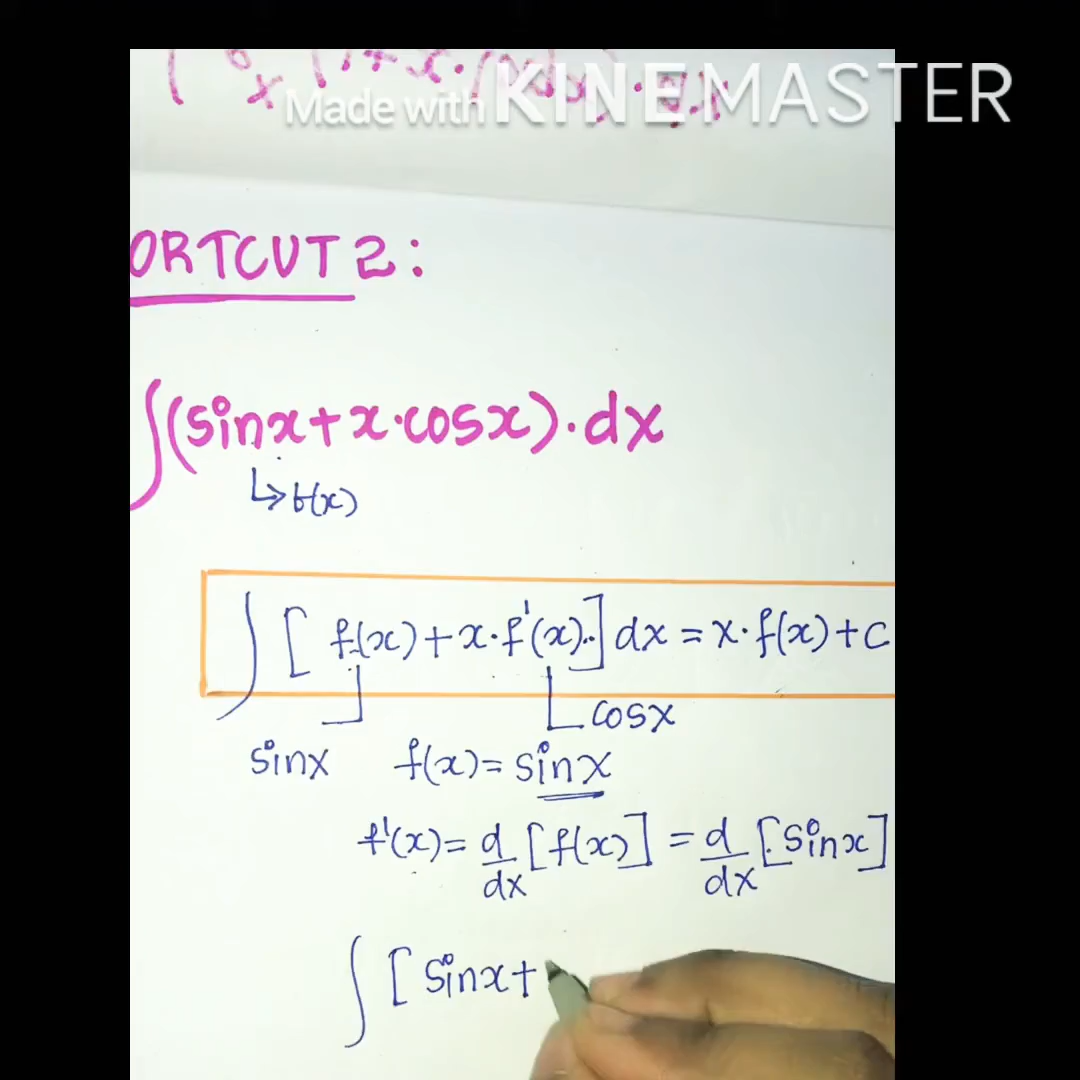 Made with KINEMASTER
ORTCUT 2:
∫(sinx+x·cosx)·dx
↳f(x)
∫[f(x)+x·f'(x)]dx=x·f(x)+C
cosx
sinx f(x)=sinx
f'(x)=d/dx[f(x)]=d/dx[sinx]
∫[sinx+